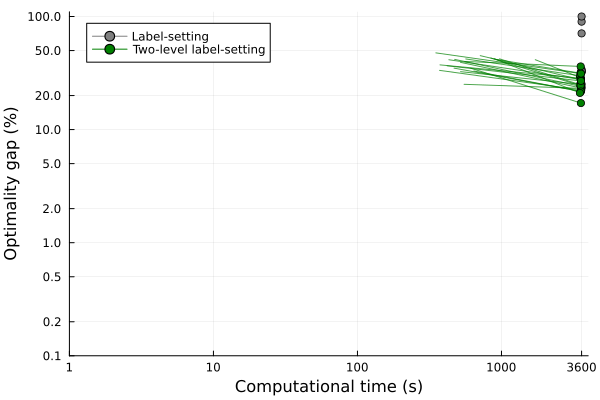 100.0
50.0
20.0
10.0
5.0
2.0
1.0
0.5
0.2
0.1
Optimality gap (%)
Label-setting
Two-level label-setting
1 10 100 1000 3600
Computational time (s)